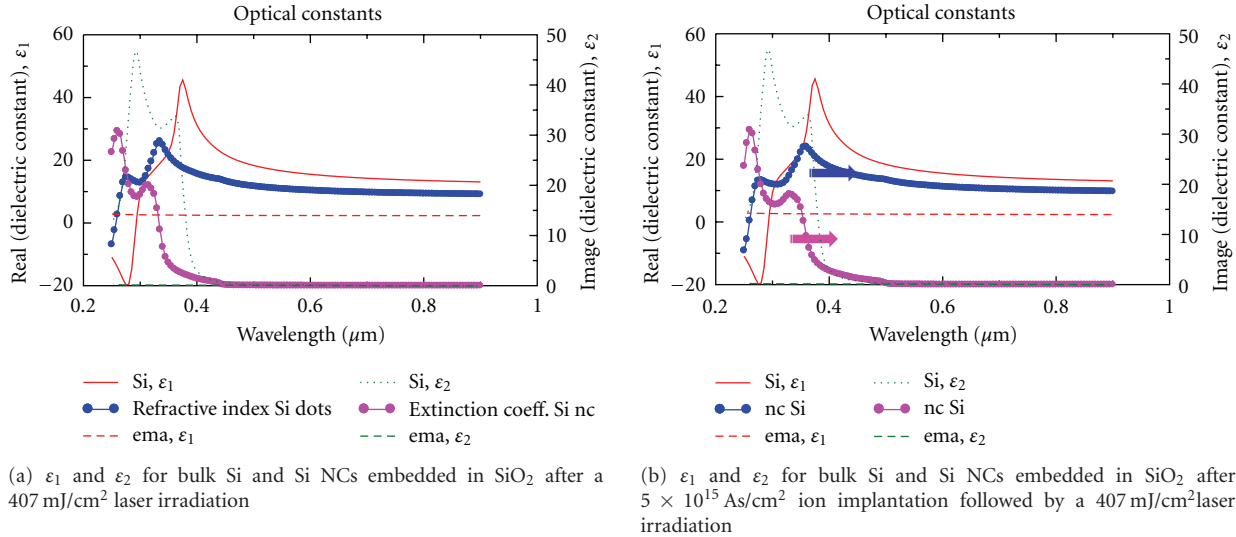 Optical constants
60
40
20
0
−20
Real (dielectric constant), ε1
50
40
30
20
10
0
Image (dielectric constant), ε2
0.2
0.4
0.6
0.8
1
Wavelength (μm)
Si, ε1
Refractive index Si dots
ema, ε1
Si, ε2
Extinction coeff. Si nc
ema, ε2
(a) ε1 and ε2 for bulk Si and Si NCs embedded in SiO2 after a
407 mJ/cm2 laser irradiation
Optical constants
60
40
20
0
−20
Real (dielectric constant), ε1
50
40
30
20
10
0
Image (dielectric constant), ε2
0.2
0.4
0.6
0.8
1
Wavelength (μm)
Si, ε1
nc Si
ema, ε1
Si, ε2
nc Si
ema, ε2
(b) ε1 and ε2 for bulk Si and Si NCs embedded in SiO2 after
5 × 1015 As/cm2 ion implantation followed by a 407 mJ/cm2laser
irradiation